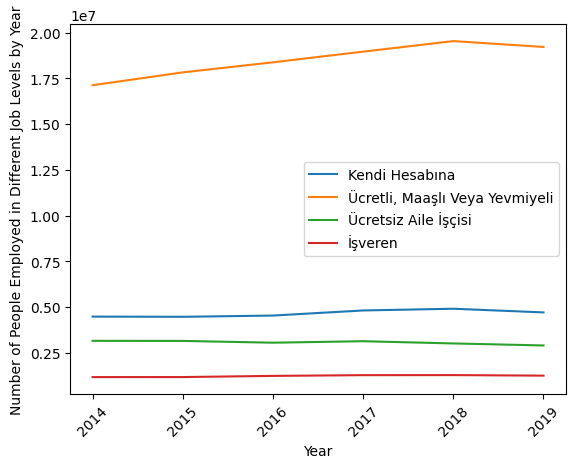 1e7
Number of People Employed in Different Job Levels by Year
2.00
1.75
1.50
1.25
1.00
0.75
0.50
0.25
Kendi Hesabına
Ücretli, Maaşlı Veya Yevmiyeli
Ücretsiz Aile İşçisi
İşveren
2014
2015
2016
2017
2018
2019
Year